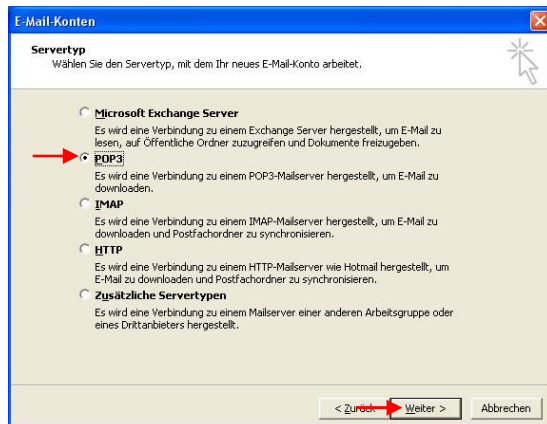 E-Mail-Konten
Servertyp
Wählen Sie den Servertyp, mit dem Ihr neues E-Mail-Konto arbeitet.
Microsoft Exchange Server
Es wird eine Verbindung zu einem Exchange Server hergestellt, um E-Mail zu
lesen, auf Öffentliche Ordner zuzugreifen und Dokumente freizugeben.
POP3
Es wird eine Verbindung zu einem POP3-Mailserver hergestellt, um E-Mail zu
downloaden.
IMAP
Es wird eine Verbindung zu einem IMAP-Mailserver hergestellt, um E-Mail zu
downloaden und Postfachordner zu synchronisieren.
HTTP
Es wird eine Verbindung zu einem HTTP-Mailserver wie Hotmail hergestellt, um
E-Mail zu downloaden und Postfachordner zu synchronisieren.
Zusätzliche Servertypen
Es wird eine Verbindung zu einem Mailserver einer anderen Arbeitsgruppe oder
eines Drittanbieters hergestellt.
< Zurück Weiter > Abbrechen